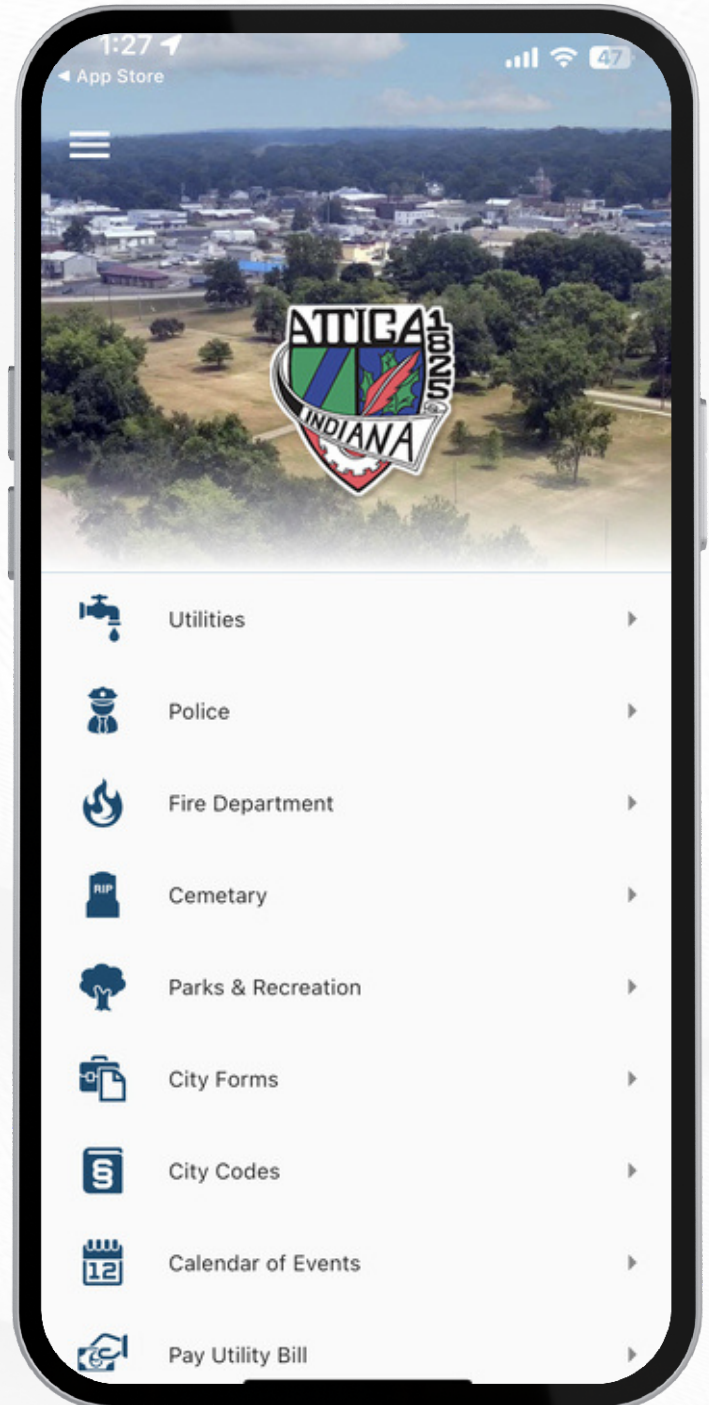 1:27
47
◀ App Store
ATTICA
1825
INDIANA
Utilities
Police
Fire Department
RIP
Cemetary
Parks & Recreation
City Forms
§
City Codes
12
Calendar of Events
Pay Utility Bill